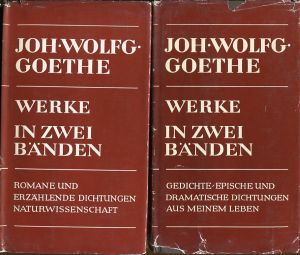 JOH·WOLFG·
GOETHE
WERKE
IN ZWEI
BÄNDEN
ROMANE UND
ERZÄHLENDE DICHTUNGEN
NATURWISSENSCHAFT
JOH·WOLFG·
GOETHE
WERKE
IN ZWEI
BÄNDEN
GEDICHTE·EPISCHE UND
DRAMATISCHE DICHTUNGEN
AUS MEINEM LEBEN